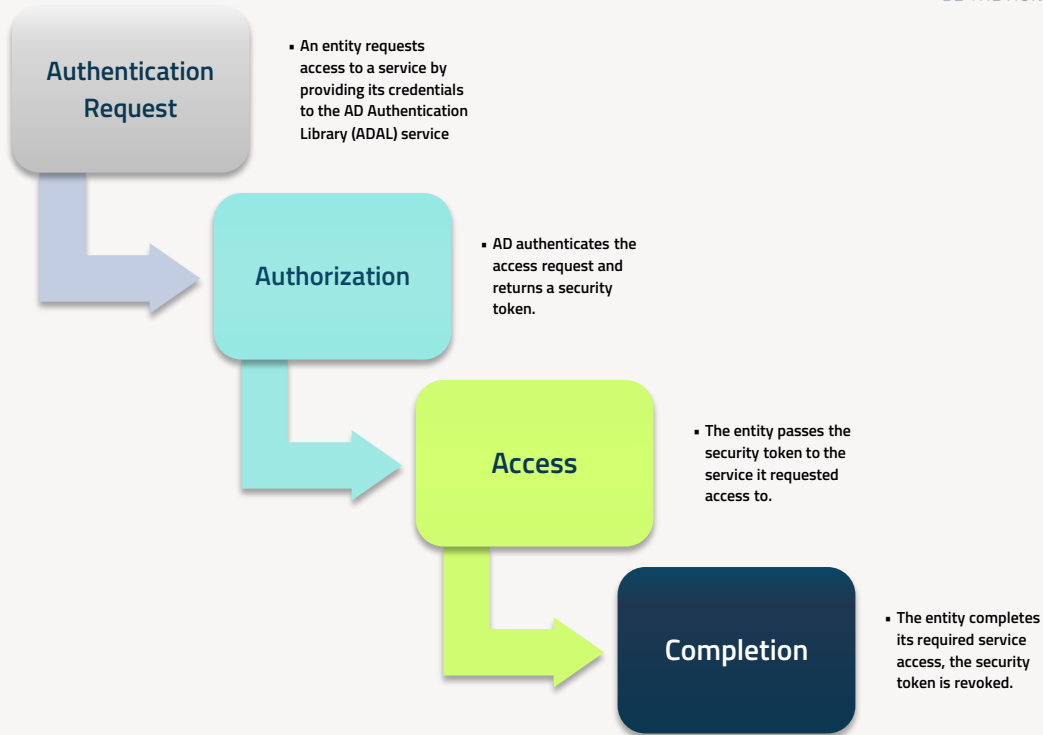 Authentication
Request
▪ An entity requests
access to a service by
providing its credentials
to the AD Authentication
Library (ADAL) service
Authorization
▪ AD authenticates the
access request and
returns a security
token.
Access
▪ The entity passes the
security token to the
service it requested
access to.
Completion
▪ The entity completes
its required service
access, the security
token is revoked.